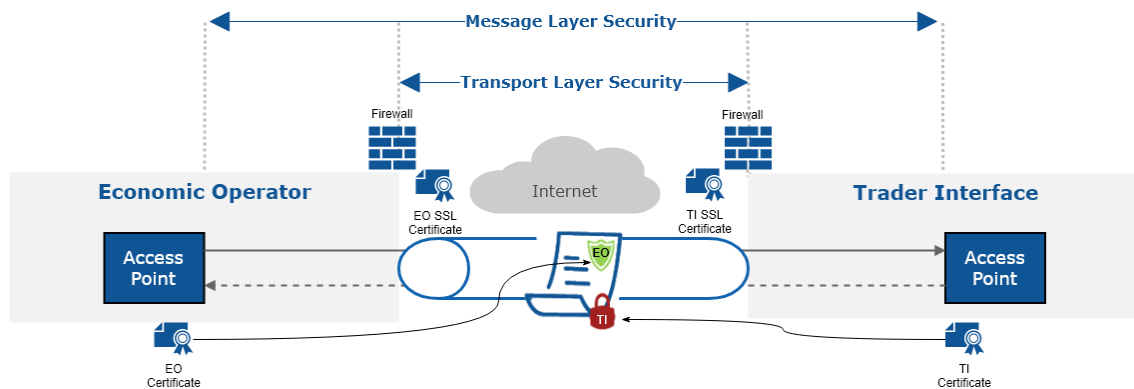 Message Layer Security
Transport Layer Security
Firewall
Firewall
Internet
Economic Operator
Trader Interface
EO SSL
Certificate
TI SSL
Certificate
Access
Point
EO
Access
Point
TI
EO
Certificate
TI
Certificate